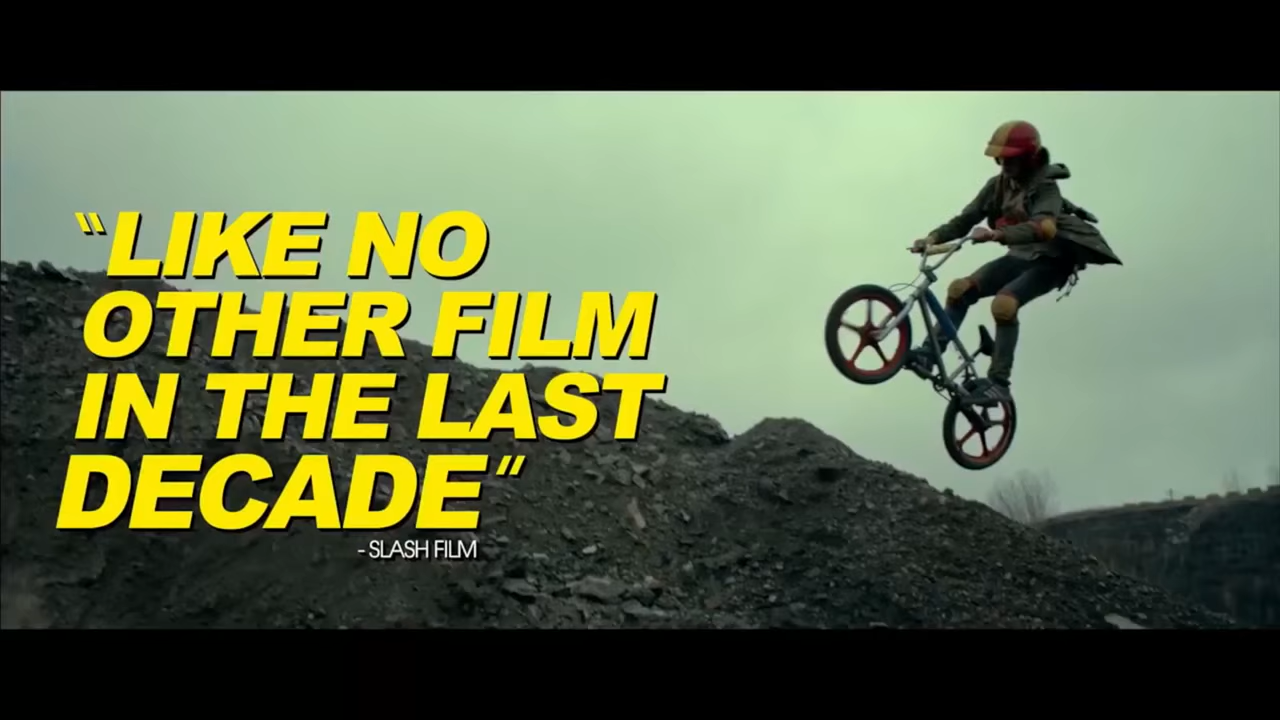 “LIKE NO
OTHER FILM
IN THE LAST
DECADE”
- SLASH FILM